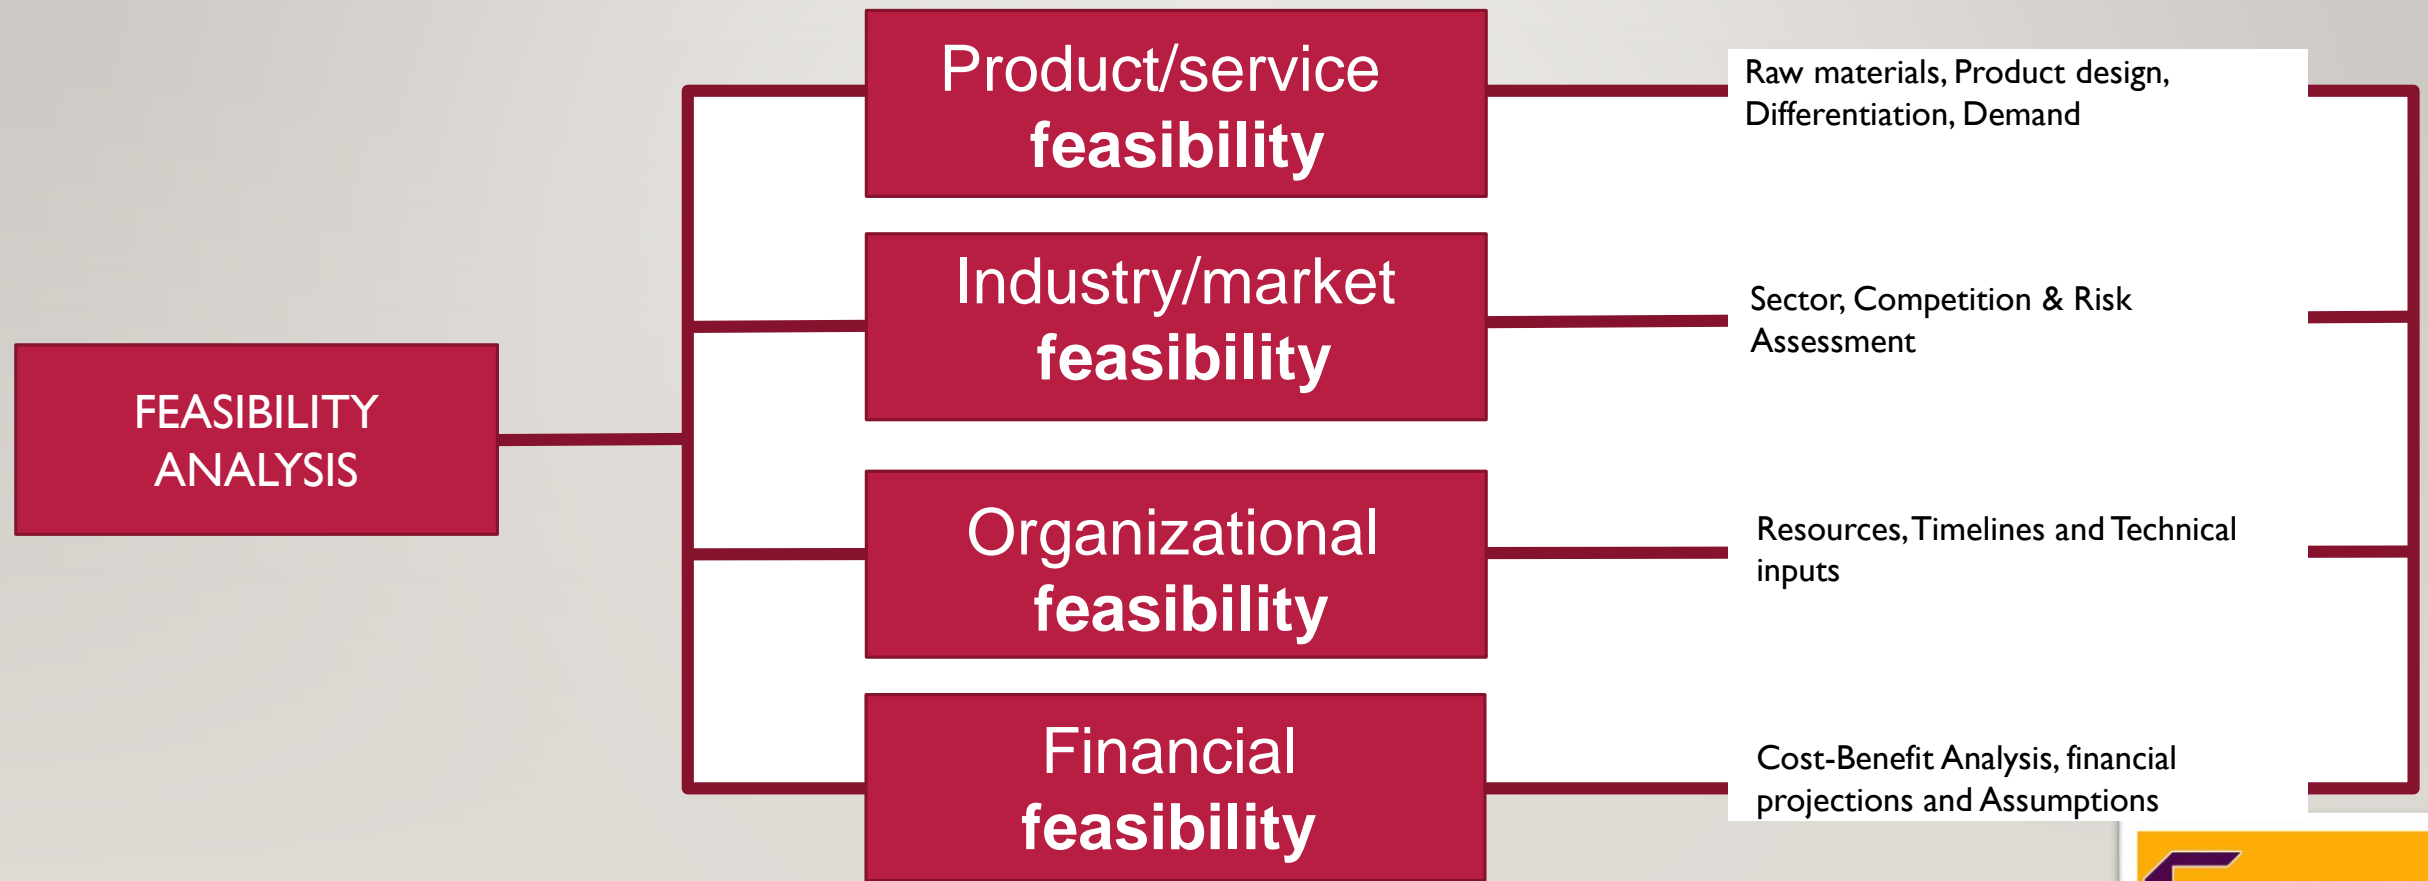 FEASIBILITY
ANALYSIS
Product/service
feasibility
Raw materials, Product design,
Differentiation, Demand
Industry/market
feasibility
Sector, Competition & Risk
Assessment
Organizational
feasibility
Resources, Timelines and Technical
inputs
Financial
feasibility
Cost-Benefit Analysis, financial
projections and Assumptions